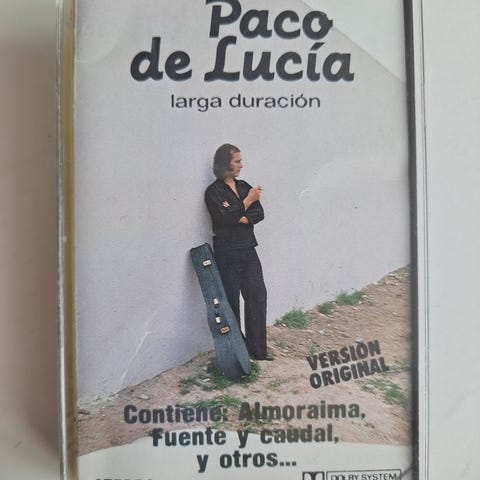 Paco
de Lucía
larga duración
VERSIÓN
ORIGINAL
Contiene: Almoraima,
Fuente y caudal,
y otros...
DOLBY SYSTEM